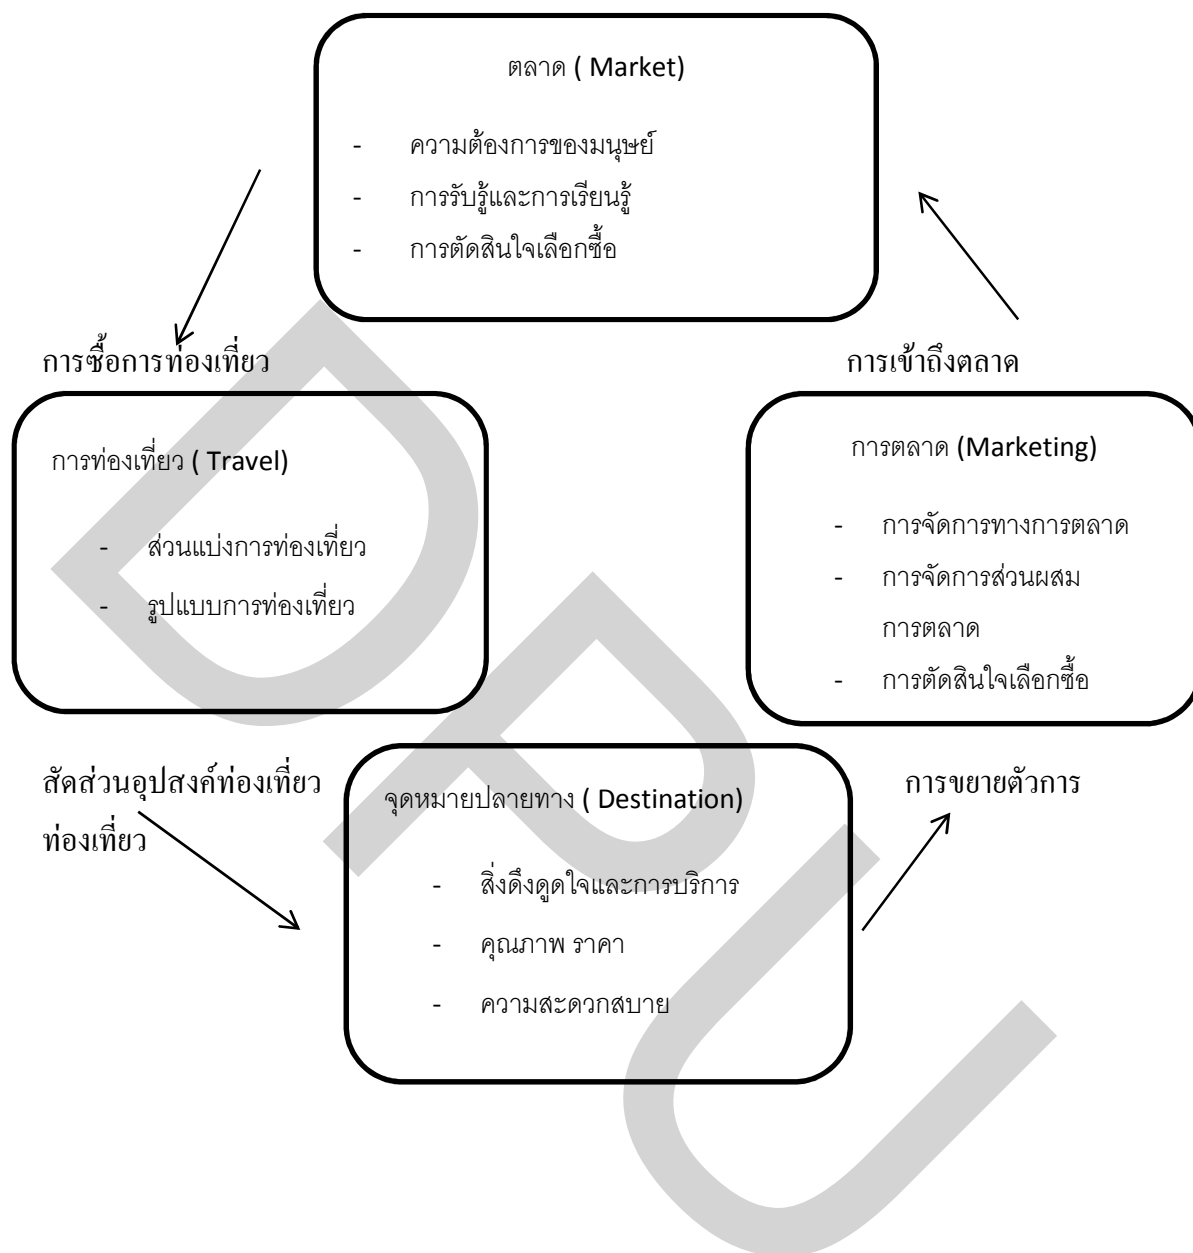 ตลาด ( Market)
- ความต้องการของมนุษย์
- การรับรู้และการเรียนรู้
- การตัดสินใจเลือกซื้อ
การซื้อการท่องเที่ยว
การเข้าถึงตลาด
การท่องเที่ยว ( Travel)
- ส่วนแบ่งการท่องเที่ยว
- รูปแบบการท่องเที่ยว
การตลาด (Marketing)
- การจัดการทางการตลาด
- การจัดการส่วนผสม
การตลาด
- การตัดสินใจเลือกซื้อ
สัดส่วนอุปสงค์ท่องเที่ยว
ท่องเที่ยว
การขยายตัวการ
จุดหมายปลายทาง ( Destination)
- สิ่งดึงดูดใจและการบริการ
- คุณภาพ ราคา
- ความสะดวกสบาย
DPU